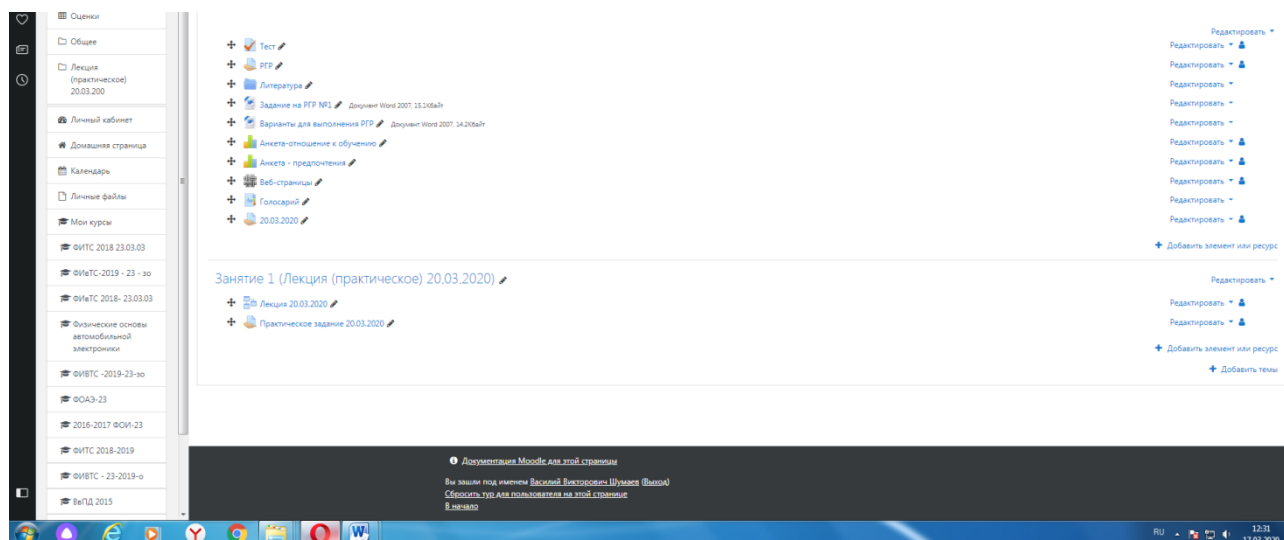 Оценки
Общее
Лекция
(практическое)
20.03.200
Личный кабинет
Домашняя страница
Календарь
Личные файлы
Мои курсы
ФИТС 2018 23.03.03
ФИвТС-2019 - 23 - зо
ФИвТС 2018- 23.03.03
Физические основы
автомобильной
электроники
ФИВТС -2019-23-зо
ФОАЭ-23
2016-2017 ФОИ-23
ФИТС 2018-2019
ФИВТС - 23-2019-о
ВеПД 2015
Редактировать
Тест Редактировать
РГР Редактировать
Литература Редактировать
Задание на РГР №1 Документ Word 2007, 15.1Кбайт Редактировать
Варианты для выполнения РГР Документ Word 2007, 14.2Кбайт Редактировать
Анкета-отношение к обучению Редактировать
Анкета - предпочтения Редактировать
Веб-страницы Редактировать
Голосарий Редактировать
20.03.2020 Редактировать
Добавить элемент или ресурс
Занятие 1 (Лекция (практическое) 20.03.2020) Редактировать
Лекция 20.03.2020 Редактировать
Практическое задание 20.03.2020 Редактировать
Добавить элемент или ресурс
Добавить темы
Документация Moodle для этой страницы
Вы зашли под именем Василий Викторович Шумаев (Выход)
Сбросить тур для пользователя на этой странице
В начало
RU 12:31
17.03.2020